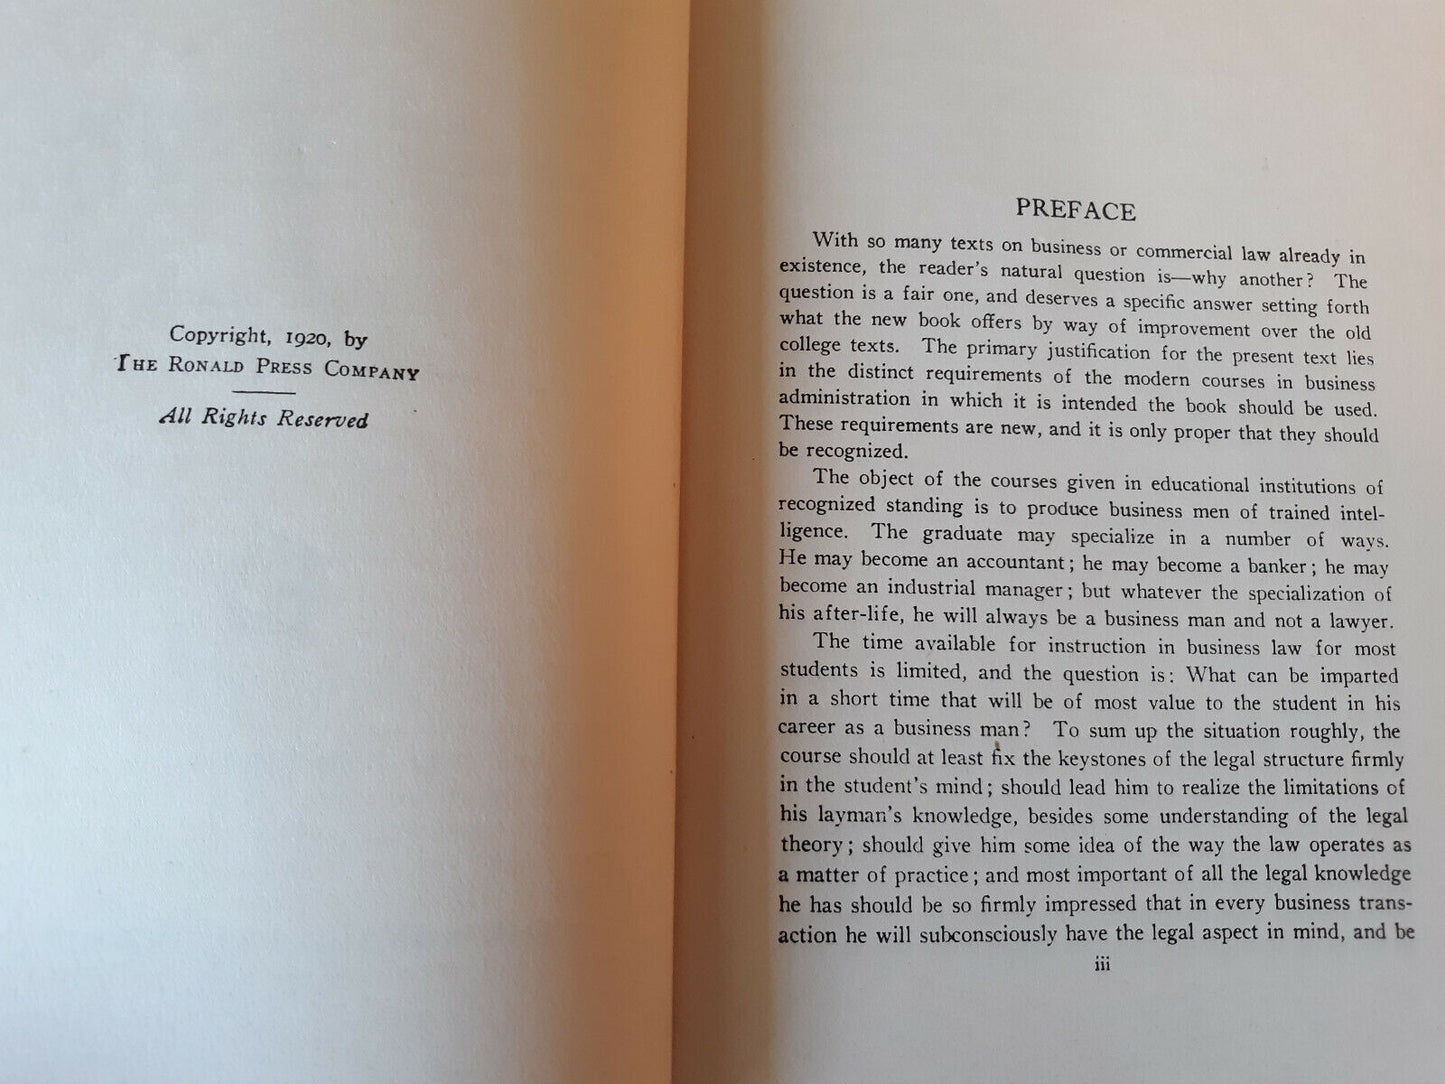 Copyright, 1920, by
THE RONALD PRESS COMPANY
All Rights Reserved
PREFACE
With so many texts on business or commercial law already in
existence, the reader's natural question is—why another? The
question is a fair one, and deserves a specific answer setting forth
what the new book offers by way of improvement over the old
college texts. The primary justification for the present text lies
in the distinct requirements of the modern courses in business
administration in which it is intended the book should be used.
These requirements are new, and it is only proper that they should
be recognized.
The object of the courses given in educational institutions of
recognized standing is to produce business men of trained intel-
ligence. The graduate may specialize in a number of ways.
He may become an accountant; he may become a banker; he may
become an industrial manager; but whatever the specialization of
his after-life, he will always be a business man and not a lawyer.
The time available for instruction in business law for most
students is limited, and the question is: What can be imparted
in a short time that will be of most value to the student in his
career as a business man? To sum up the situation roughly, the
course should at least fix the keystones of the legal structure firmly
in the student's mind; should lead him to realize the limitations of
his layman's knowledge, besides some understanding of the legal
theory; should give him some idea of the way the law operates as
a matter of practice; and most important of all the legal knowledge
he has should be so firmly impressed that in every business trans-
action he will subconsciously have the legal aspect in mind, and be
iii